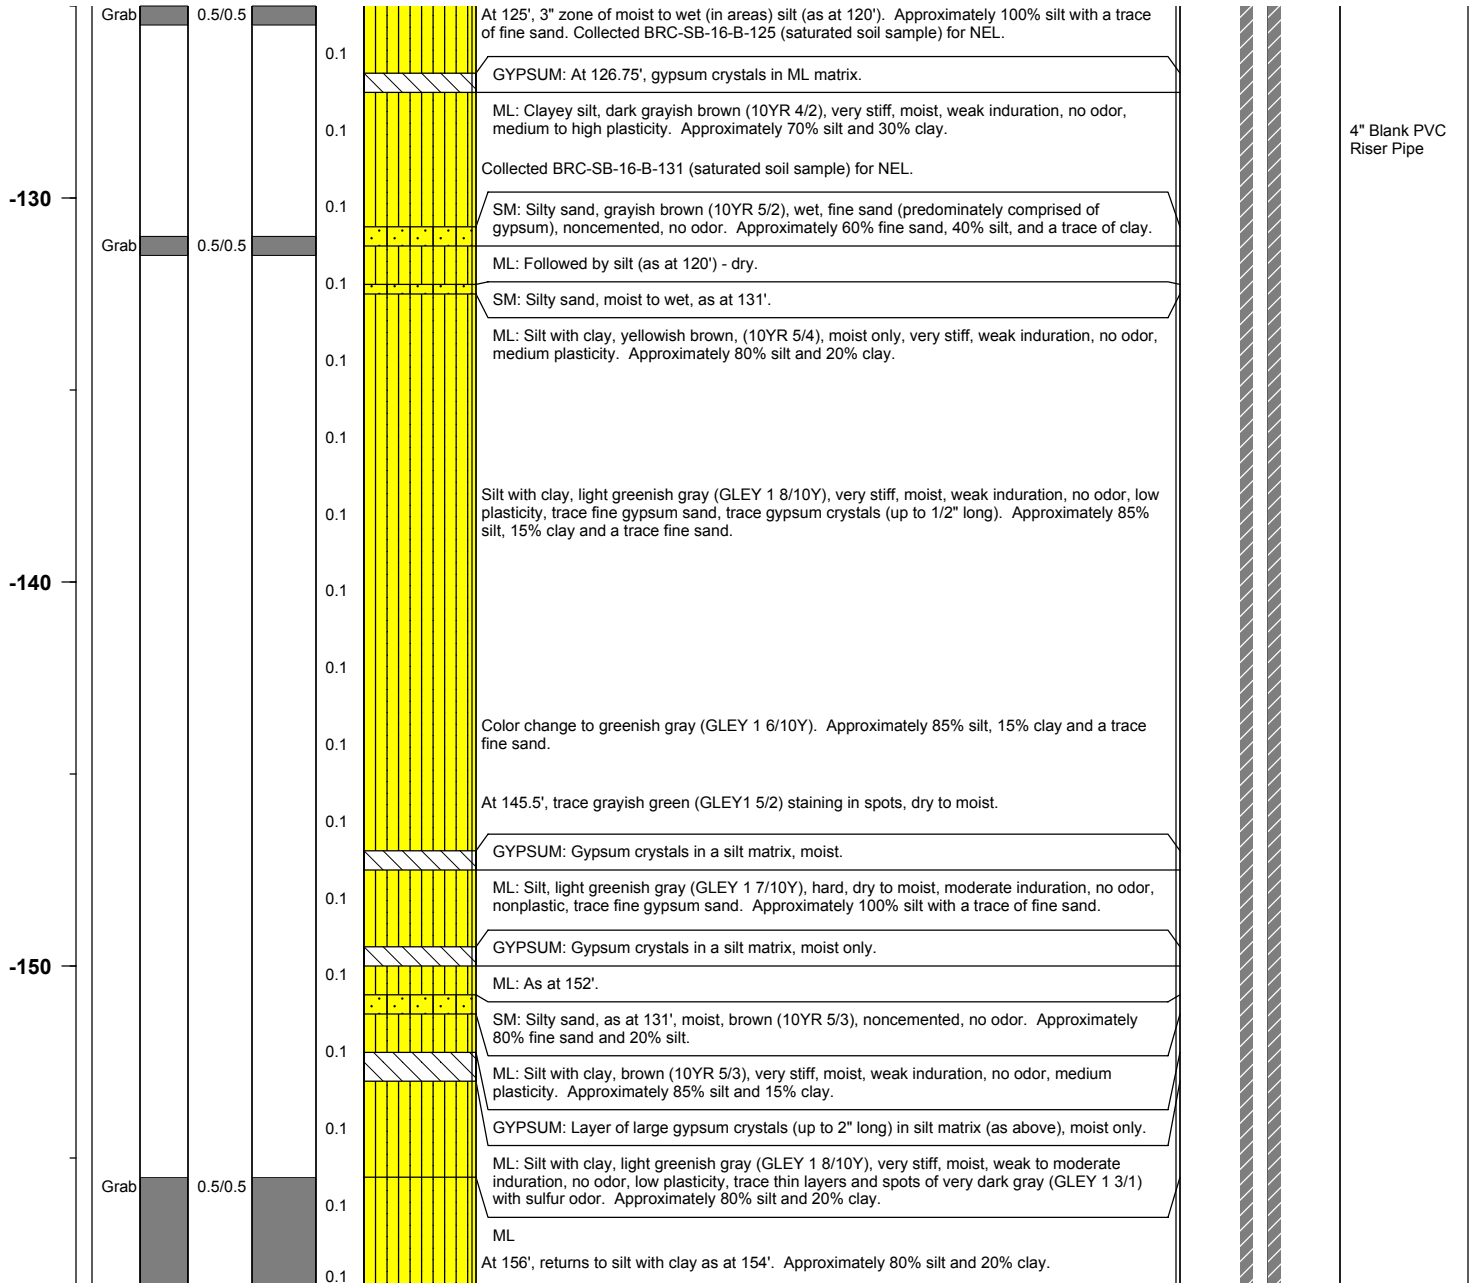 Grab 0.5/0.5
At 125', 3" zone of moist to wet (in areas) silt (as at 120').  Approximately 100% silt with a trace
of fine sand. Collected BRC-SB-16-B-125 (saturated soil sample) for NEL.
0.1
GYPSUM: At 126.75', gypsum crystals in ML matrix.
ML: Clayey silt, dark grayish brown (10YR 4/2), very stiff, moist, weak induration, no odor,
medium to high plasticity.  Approximately 70% silt and 30% clay.
0.1
4" Blank PVC
Riser Pipe
Collected BRC-SB-16-B-131 (saturated soil sample) for NEL.
-130
0.1
SM: Silty sand, grayish brown (10YR 5/2), wet, fine sand (predominately comprised of
gypsum), noncemented, no odor.  Approximately 60% fine sand, 40% silt, and a trace of clay.
Grab 0.5/0.5
ML: Followed by silt (as at 120') - dry.
0.1
SM: Silty sand, moist to wet, as at 131'.
ML: Silt with clay, yellowish brown, (10YR 5/4), moist only, very stiff, weak induration, no odor,
medium plasticity.  Approximately 80% silt and 20% clay.
0.1
0.1
Silt with clay, light greenish gray (GLEY 1 8/10Y), very stiff, moist, weak induration, no odor, low
plasticity, trace fine gypsum sand, trace gypsum crystals (up to 1/2" long).  Approximately 85%
silt, 15% clay and a trace fine sand.
0.1
-140
0.1
0.1
Color change to greenish gray (GLEY 1 6/10Y).  Approximately 85% silt, 15% clay and a trace
fine sand.
0.1
At 145.5', trace grayish green (GLEY1 5/2) staining in spots, dry to moist.
0.1
GYPSUM: Gypsum crystals in a silt matrix, moist.
ML: Silt, light greenish gray (GLEY 1 7/10Y), hard, dry to moist, moderate induration, no odor,
nonplastic, trace fine gypsum sand.  Approximately 100% silt with a trace of fine sand.
0.1
GYPSUM: Gypsum crystals in a silt matrix, moist only.
-150
0.1
ML: As at 152'.
SM: Silty sand, as at 131', moist, brown (10YR 5/3), noncemented, no odor.  Approximately
80% fine sand and 20% silt.
0.1
ML: Silt with clay, brown (10YR 5/3), very stiff, moist, weak induration, no odor, medium
plasticity.  Approximately 85% silt and 15% clay.
0.1
GYPSUM: Layer of large gypsum crystals (up to 2" long) in silt matrix (as above), moist only.
ML: Silt with clay, light greenish gray (GLEY 1 8/10Y), very stiff, moist, weak to moderate
induration, no odor, low plasticity, trace thin layers and spots of very dark gray (GLEY 1 3/1)
with sulfur odor.  Approximately 80% silt and 20% clay.
Grab 0.5/0.5
0.1
ML
At 156', returns to silt with clay as at 154'.  Approximately 80% silt and 20% clay.
0.1